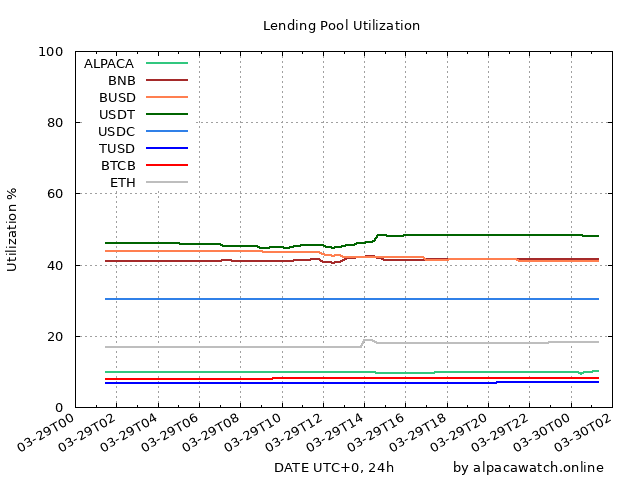 Lending Pool Utilization
100
80
60
40
20
0
Utilization %
ALPACA
BNB
BUSD
USDT
USDC
TUSD
BTCB
ETH
03-29T00
03-29T02
03-29T04
03-29T06
03-29T08
03-29T10
03-29T12
03-29T14
03-29T16
03-29T18
03-29T20
03-29T22
03-30T00
03-30T02
DATE UTC+0, 24h
by alpacawatch.online